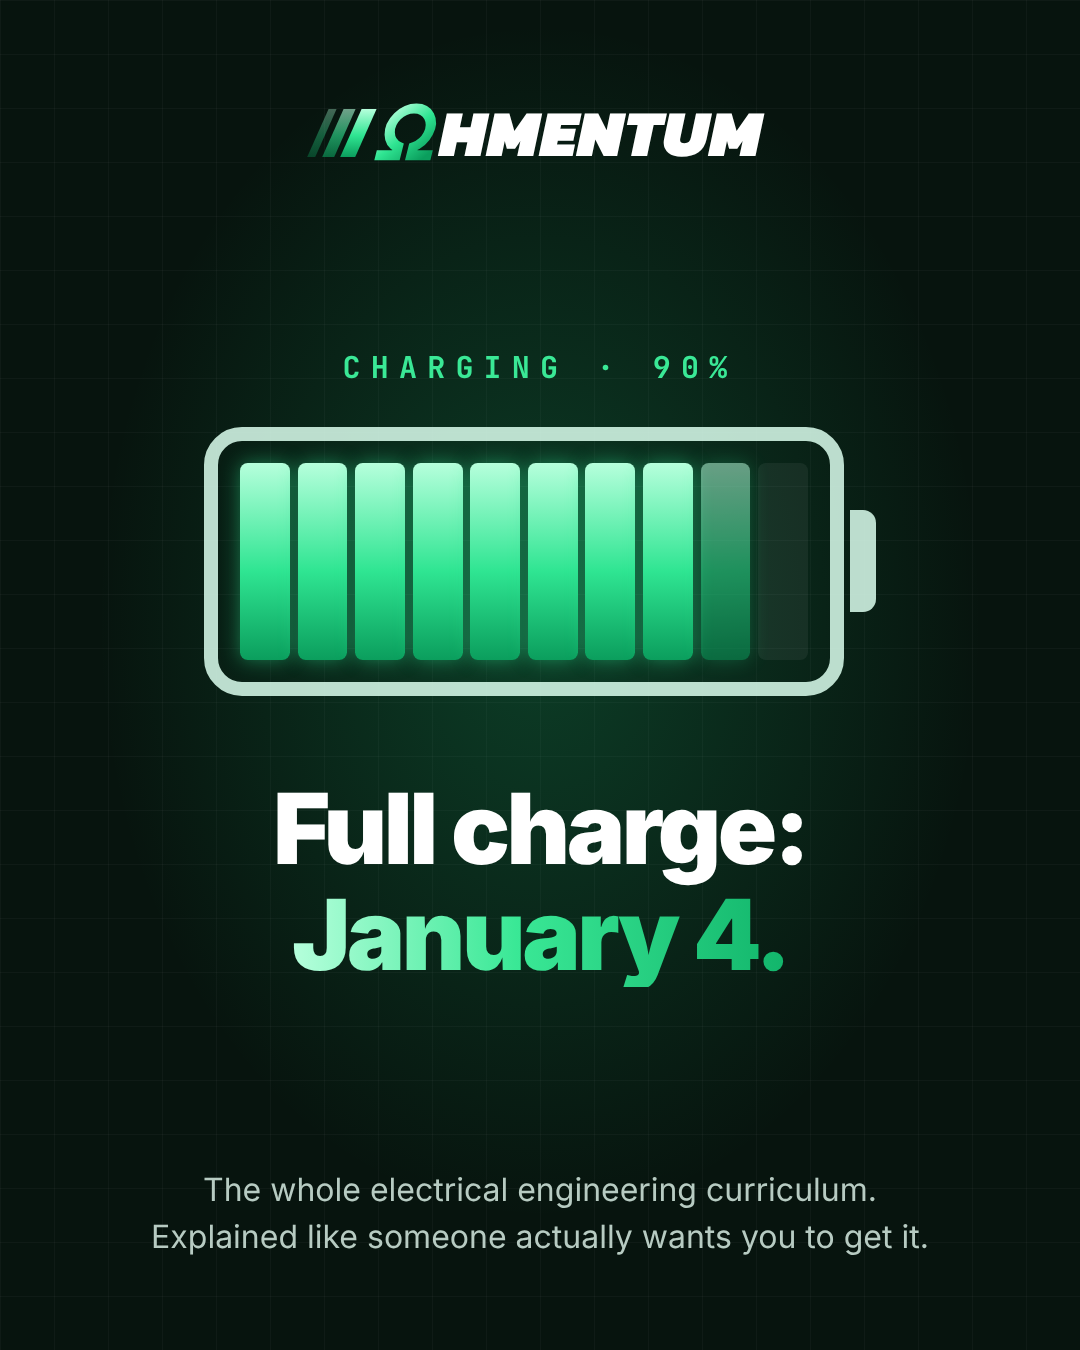 ΩHMENTUM
CHARGING · 90%
Full charge:
January 4.
The whole electrical engineering curriculum.
Explained like someone actually wants you to get it.